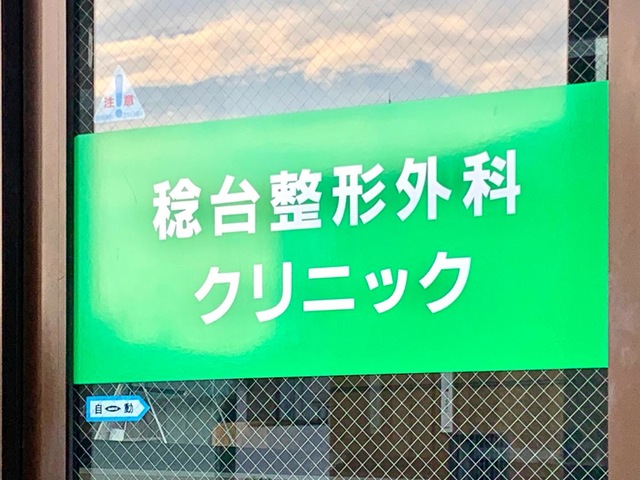 注意
稔台整形外科
クリニック
自動